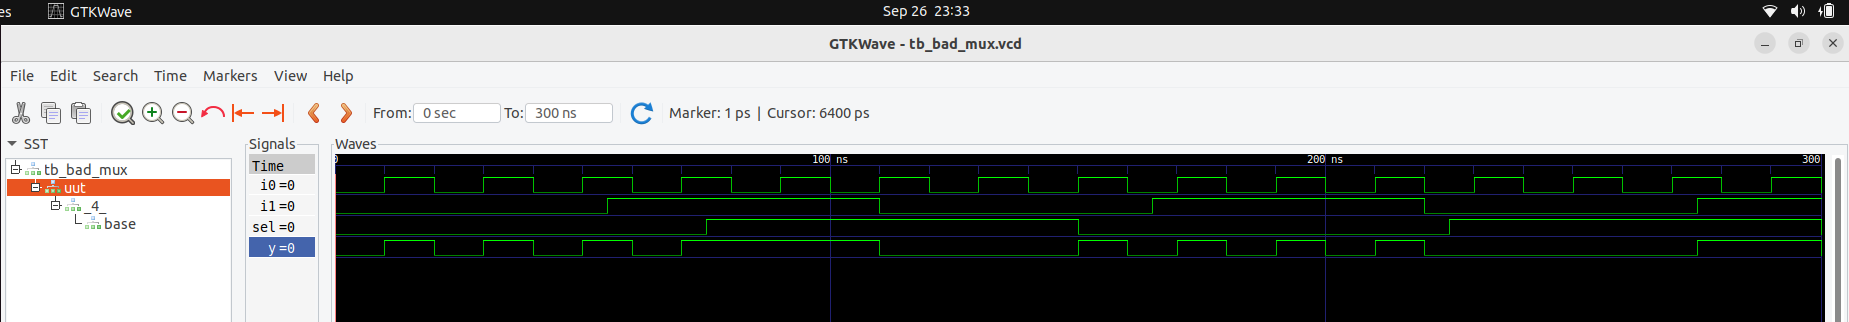 es GTKWave Sep 26 23:33
GTKWave - tb_bad_mux.vcd
File Edit Search Time Markers View Help
From: 0 sec To: 300 ns Marker: 1 ps | Cursor: 6400 ps
SST
tb_bad_mux
uut
_4_
base
Signals
Time
i0=0
i1=0
sel=0
y=0
Waves
0 100 ns 200 ns 300